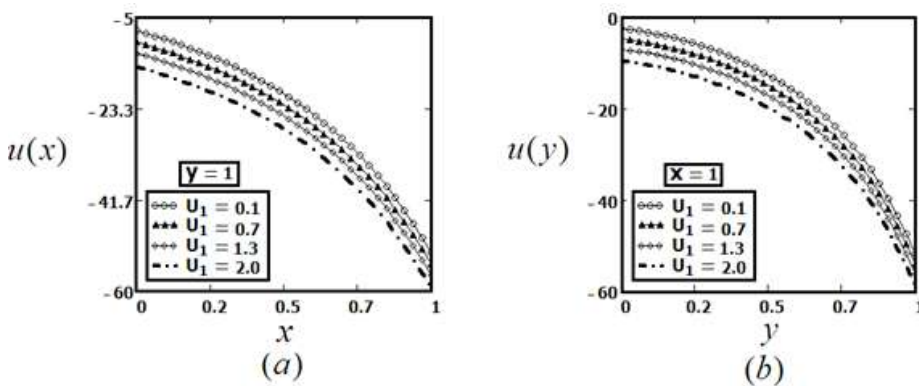 -5
-23.3
u(x)
-41.7
-60
y = 1
U1 = 0.1
U1 = 0.7
U1 = 1.3
U1 = 2.0
0 0.2 0.5 0.7 1
x
(a)
0
-20
u(y)
-40
-60
x = 1
U1 = 0.1
U1 = 0.7
U1 = 1.3
U1 = 2.0
0 0.2 0.5 0.7 1
y
(b)